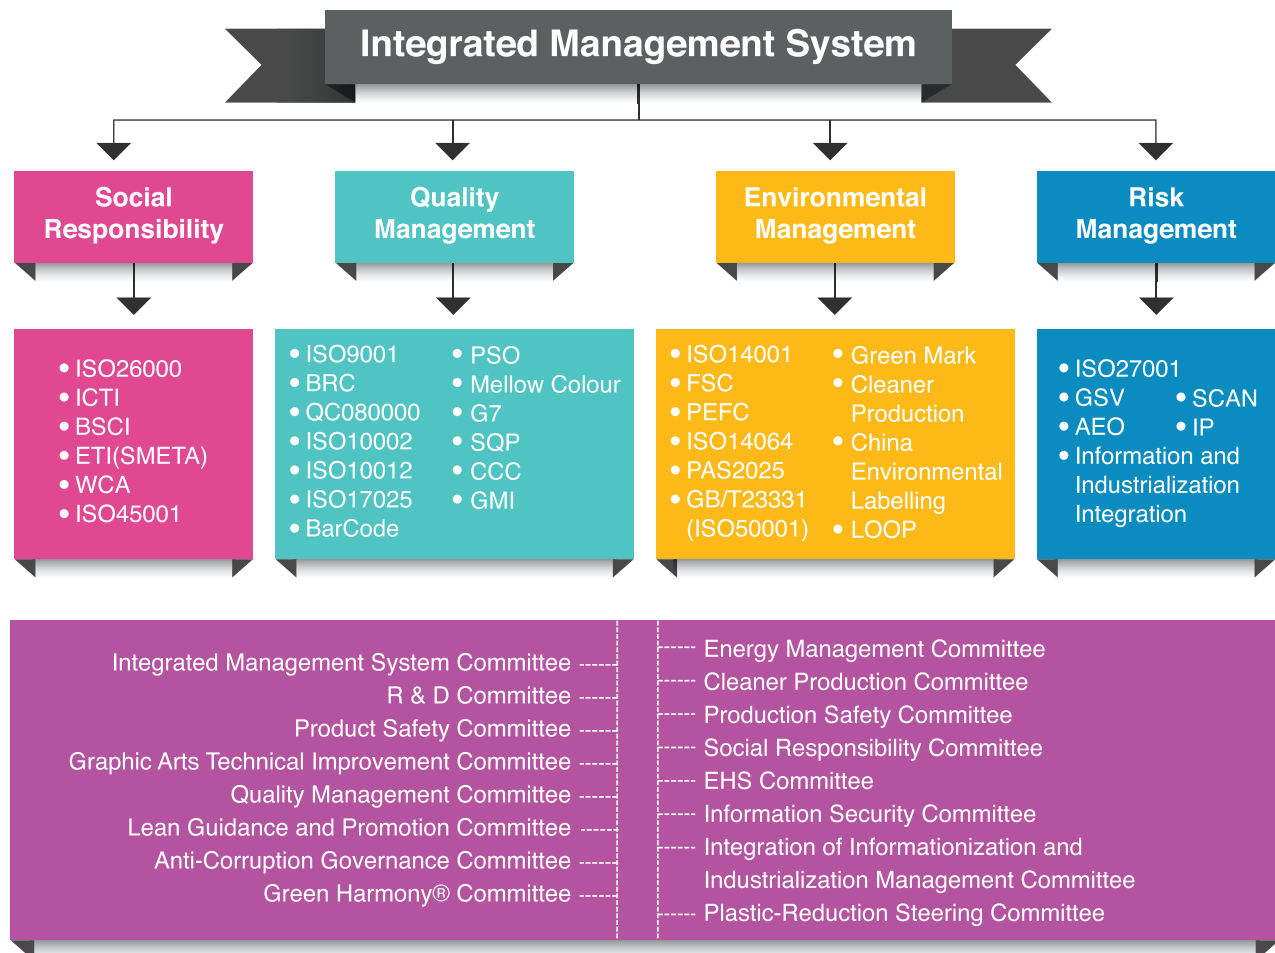 Integrated Management System
Social
Responsibility
Quality
Management
Environmental
Management
Risk
Management
• ISO26000
• ICTI
• BSCI
• ETI(SMETA)
• WCA
• ISO45001
• ISO9001
• BRC
• QC080000
• ISO10002
• ISO10012
• ISO17025
• BarCode
• PSO
• Mellow Colour
• G7
• SQP
• CCC
• GMI
• ISO14001
• FSC
• PEFC
• ISO14064
• PAS2025
• GB/T23331
(ISO50001)
• Green Mark
• Cleaner
Production
• China
Environmental
Labelling
• LOOP
• ISO27001
• GSV • SCAN
• AEO • IP
• Information and
Industrialization
Integration
Integrated Management System Committee
R & D Committee
Product Safety Committee
Graphic Arts Technical Improvement Committee
Quality Management Committee
Lean Guidance and Promotion Committee
Anti-Corruption Governance Committee
Green Harmony® Committee
Energy Management Committee
Cleaner Production Committee
Production Safety Committee
Social Responsibility Committee
EHS Committee
Information Security Committee
Integration of Informationization and
Industrialization Management Committee
Plastic-Reduction Steering Committee